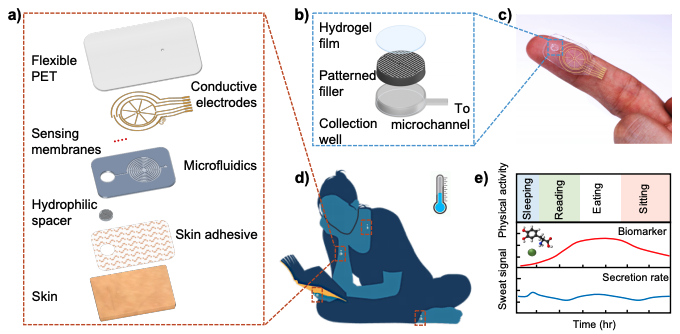 a)
Flexible
PET
Conductive
electrodes
Sensing
membranes
Microfluidics
Hydrophilic
spacer
Skin adhesive
Skin
b)
Hydrogel
film
Patterned
filler
To
Collection microchannel
well
c)
d)
e)
Physical activity
Sleeping
Reading
Eating
Sitting
Sweat signal
Biomarker
Secretion rate
Time (hr)